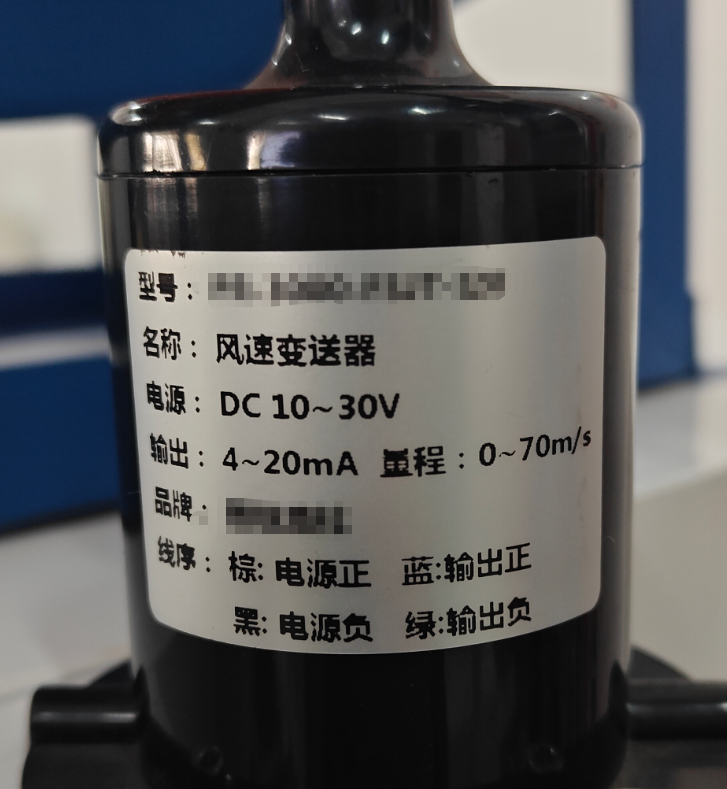 型号：
名称：风速变送器
电源：DC 10~30V
输出：4~20mA 量程：0~70m/s
品牌：
线序：棕: 电源正 蓝:输出正
黑: 电源负 绿:输出负